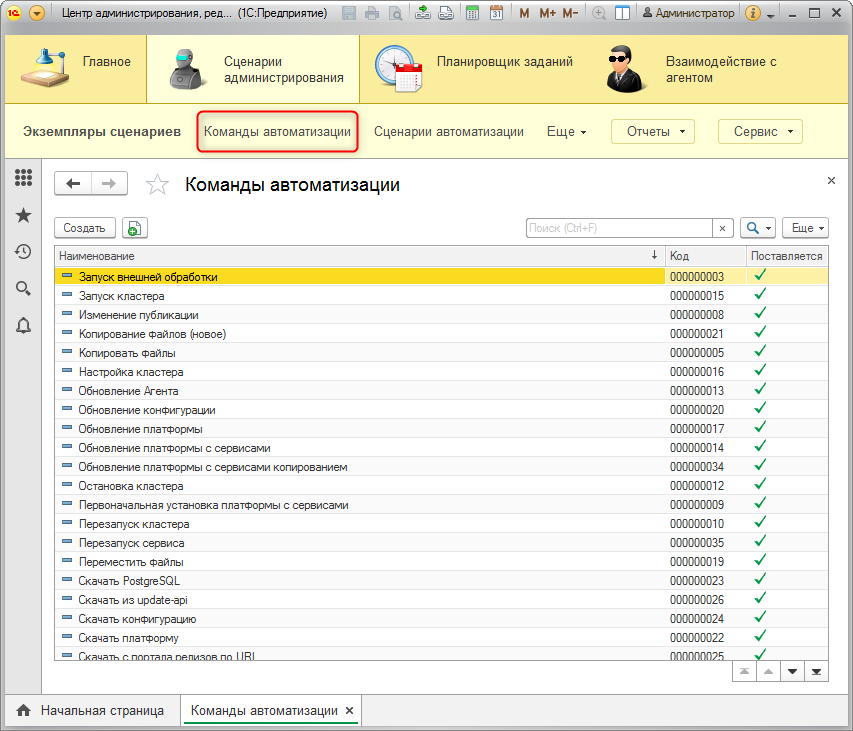 1С Центр администрирования, ред... (1С:Предприятие) 31 M M+ M- Администратор i
Главное
Сценарии
администрирования
Планировщик заданий
Взаимодействие с
агентом
Экземпляры сценариев Команды автоматизации Сценарии автоматизации Еще Отчеты Сервис
Команды автоматизации
Создать Поиск (Ctrl+F) × Еще
Наименование ↓ Код Поставляется
Запуск внешней обработки 000000003
Запуск кластера 000000015
Изменение публикации 000000008
Копирование файлов (новое) 000000021
Копировать файлы 000000005
Настройка кластера 000000016
Обновление Агента 000000013
Обновление конфигурации 000000020
Обновление платформы 000000017
Обновление платформы с сервисами 000000014
Обновление платформы с сервисами копированием 000000034
Остановка кластера 000000012
Первоначальная установка платформы с сервисами 000000009
Перезапуск кластера 000000010
Перезапуск сервиса 000000035
Переместить файлы 000000019
Скачать PostgreSQL 000000023
Скачать из update-api 000000026
Скачать конфигурацию 000000024
Скачать платформу 000000022
Скачать с портала релизов по URL 000000025
Начальная страница Команды автоматизации ×